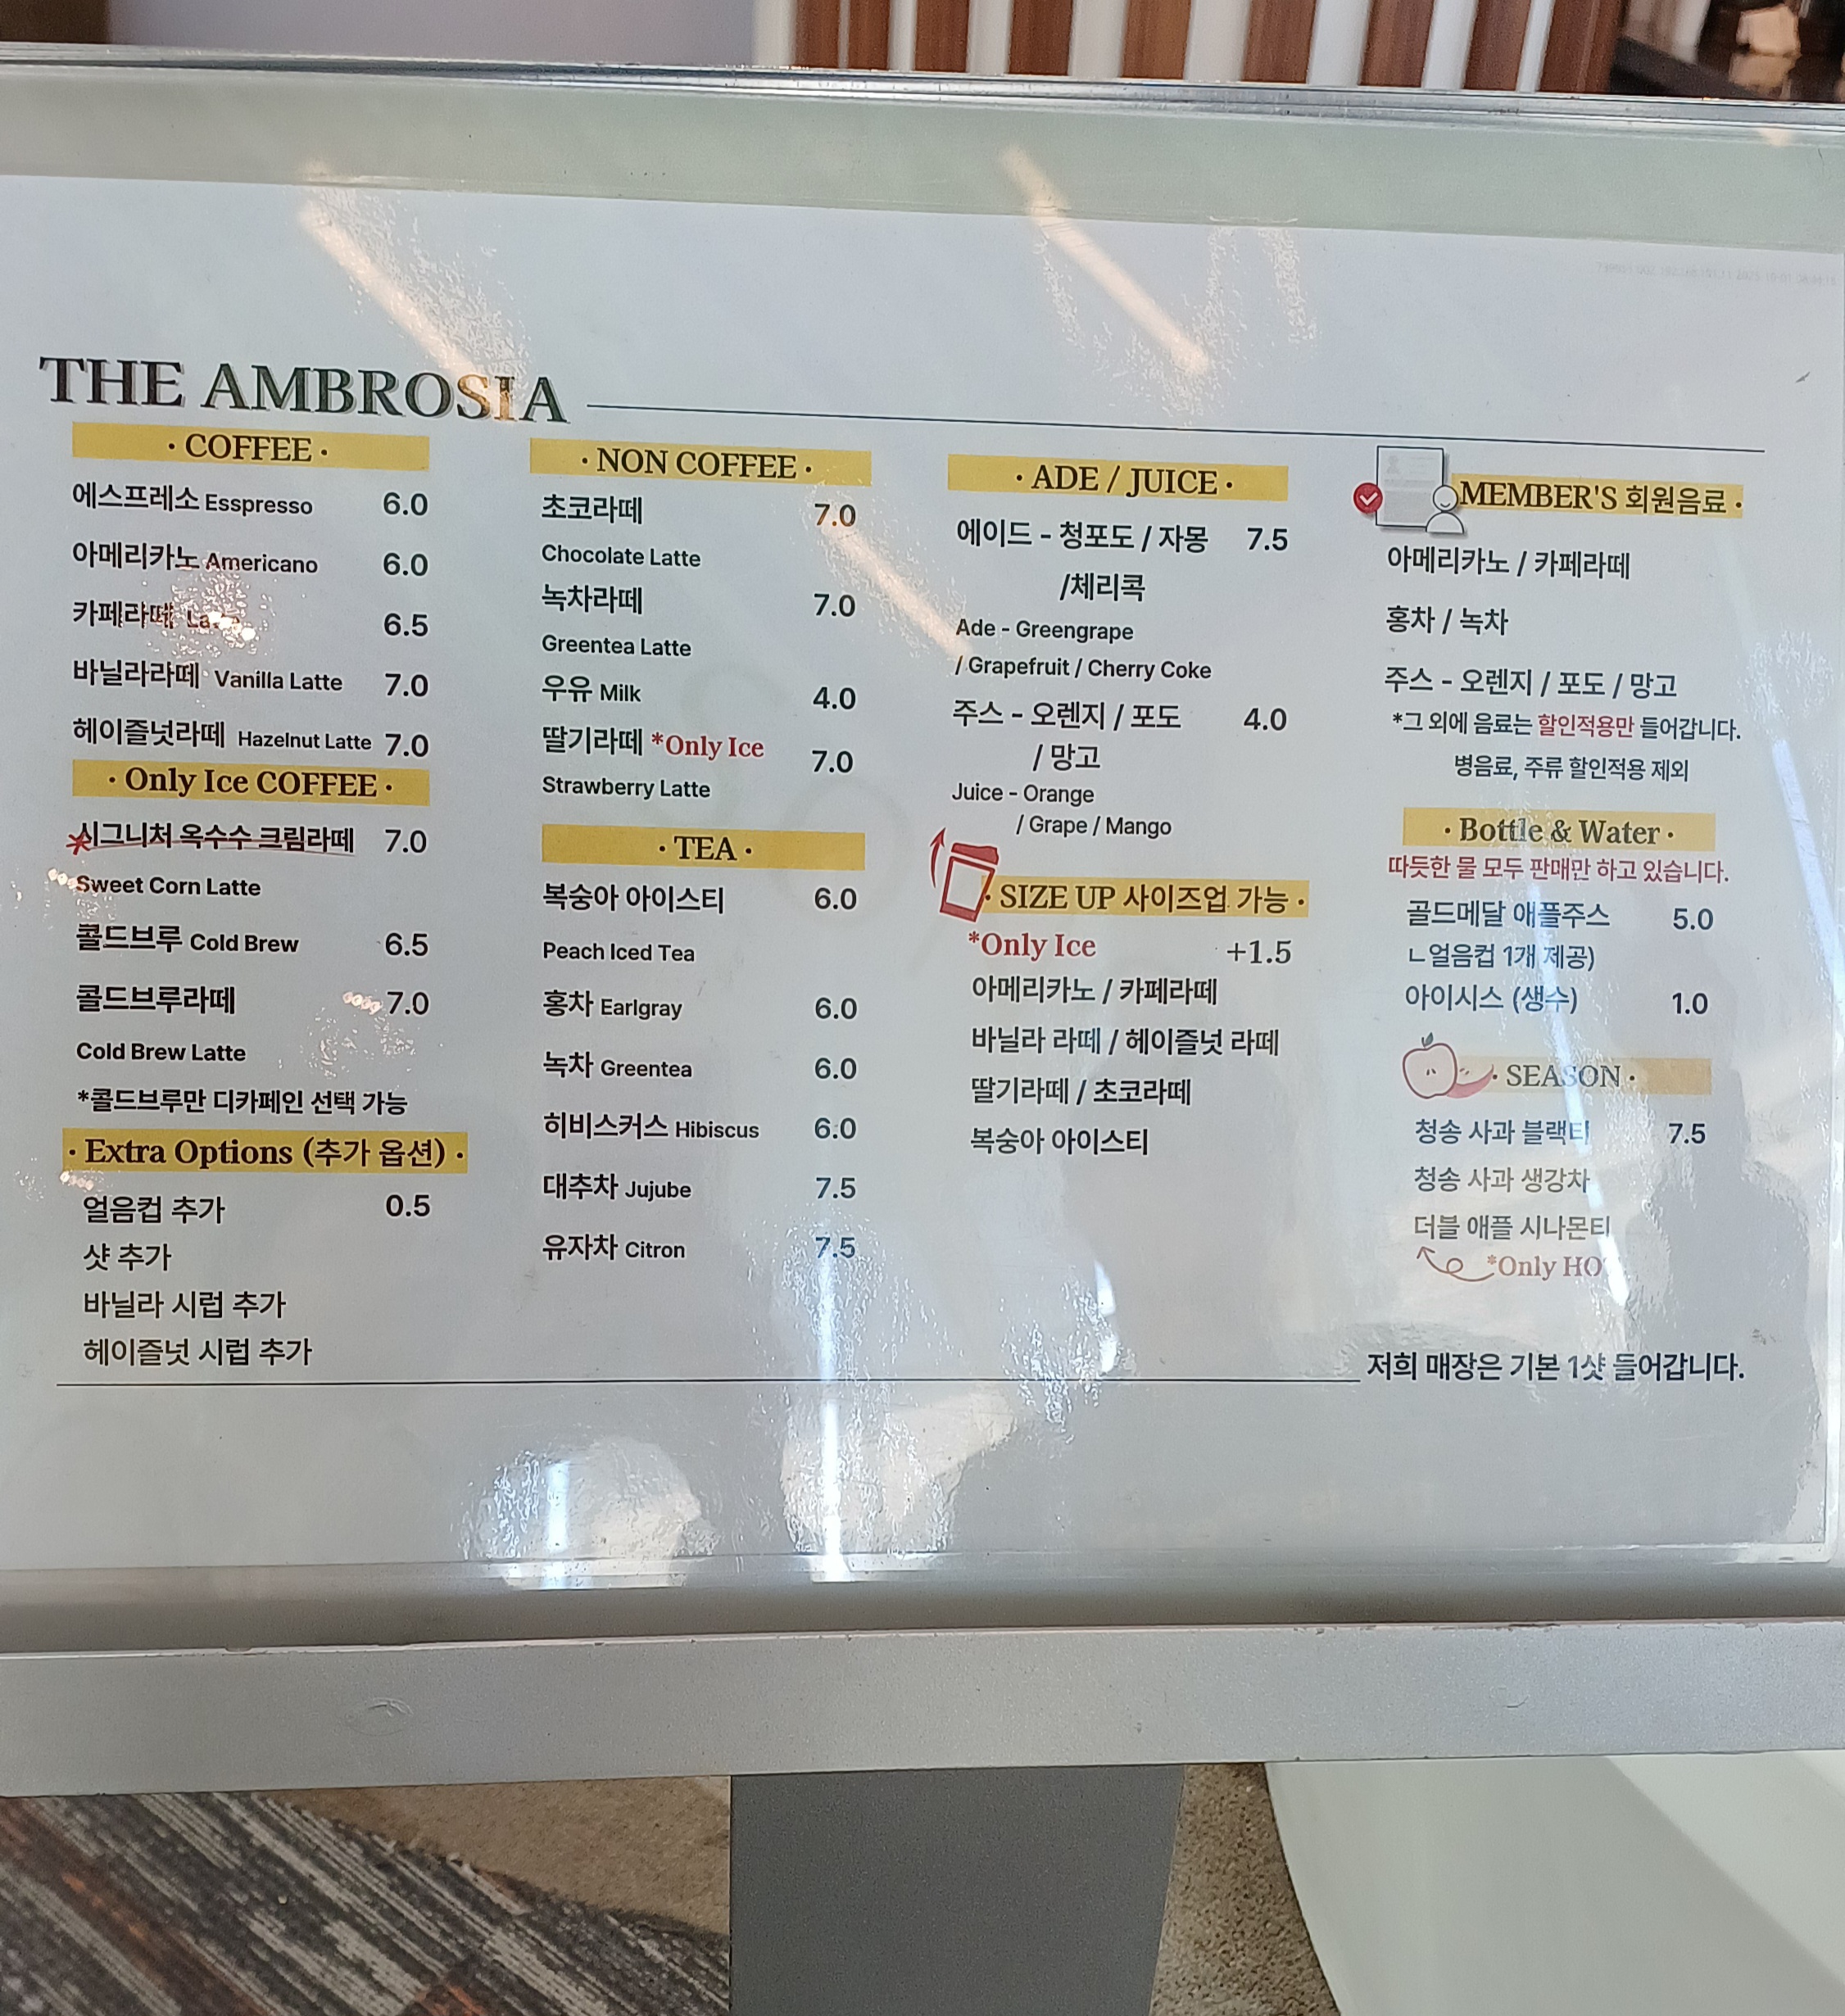 THE AMBROSIA
· COFFEE ·
에스프레소 Esspresso 6.0
아메리카노 Americano 6.0
카페라떼 6.5
바닐라라떼 Vanilla Latte 7.0
헤이즐넛라떼 Hazelnut Latte 7.0
· Only Ice COFFEE ·
시그니처 옥수수 크림라떼 7.0
Sweet Corn Latte
콜드브루 Cold Brew 6.5
콜드브루라떼 7.0
Cold Brew Latte
*콜드브루만 디카페인 선택 가능
· Extra Options (추가 옵션) ·
얼음컵 추가 0.5
샷 추가
바닐라 시럽 추가
헤이즐넛 시럽 추가
· NON COFFEE ·
초코라떼 7.0
Chocolate Latte
녹차라떼 7.0
Greentea Latte
우유 Milk 4.0
딸기라떼 *Only Ice 7.0
Strawberry Latte
· TEA ·
복숭아 아이스티 6.0
Peach Iced Tea
홍차 Earlgray 6.0
녹차 Greentea 6.0
히비스커스 Hibiscus 6.0
대추차 Jujube 7.5
유자차 Citron 7.5
· ADE / JUICE ·
에이드 - 청포도 / 자몽 7.5
/체리콕
Ade - Greengrape
/ Grapefruit / Cherry Coke
주스 - 오렌지 / 포도 4.0
/ 망고
Juice - Orange
/ Grape / Mango
· SIZE UP 사이즈업 가능 ·
*Only Ice +1.5
아메리카노 / 카페라떼
바닐라 라떼 / 헤이즐넛 라떼
딸기라떼 / 초코라떼
복숭아 아이스티
MEMBER'S 회원음료 ·
아메리카노 / 카페라떼
홍차 / 녹차
주스 - 오렌지 / 포도 / 망고
*그 외에 음료는 할인적용만 들어갑니다.
병음료, 주류 할인적용 제외
· Bottle & Water ·
따듯한 물 모두 판매만 하고 있습니다.
골드메달 애플주스 5.0
ㄴ얼음컵 1개 제공)
아이시스 (생수) 1.0
· SEASON ·
청송 사과 블랙티 7.5
청송 사과 생강차
더블 애플 시나몬티
*Only HO
저희 매장은 기본 1샷 들어갑니다.